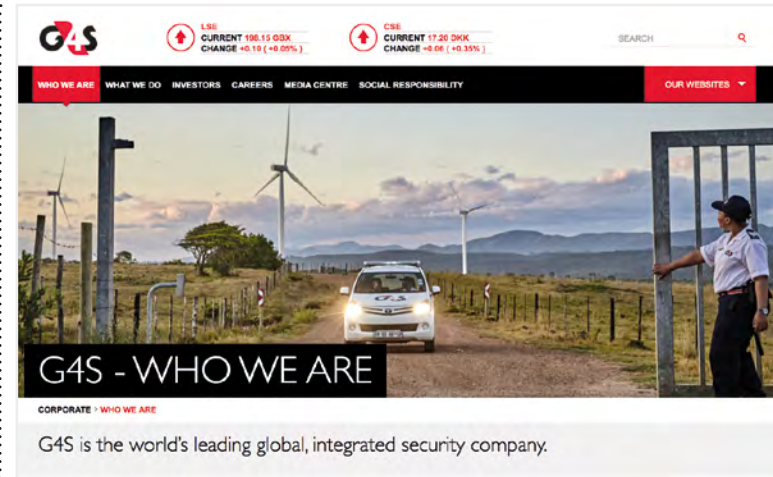 G4S
LSE
CURRENT 198.15 GBX
CHANGE +0.10 ( +0.05% )
CSE
CURRENT 17.20 DKK
CHANGE +0.06 ( +0.35% )
SEARCH
WHO WE ARE WHAT WE DO INVESTORS CAREERS MEDIA CENTRE SOCIAL RESPONSIBILITY OUR WEBSITES
G4S
G4S - WHO WE ARE
CORPORATE > WHO WE ARE
G4S is the world's leading global, integrated security company.